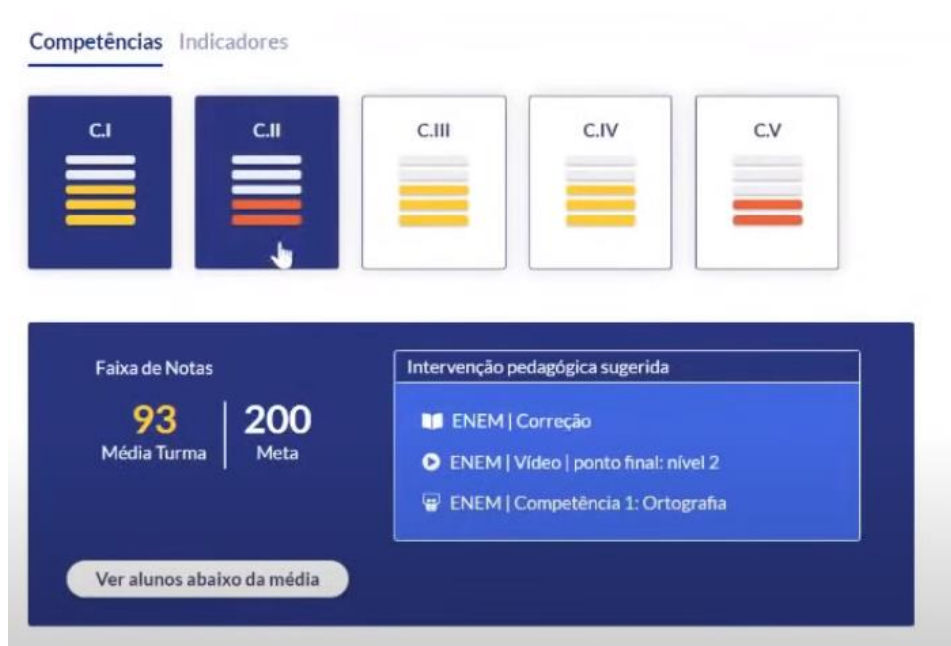 Competências Indicadores
C.I C.II C.III C.IV C.V
Faixa de Notas
93 200
Média Turma Meta
Intervenção pedagógica sugerida
ENEM | Correção
ENEM | Vídeo | ponto final: nível 2
ENEM | Competência 1: Ortografia
Ver alunos abaixo da média